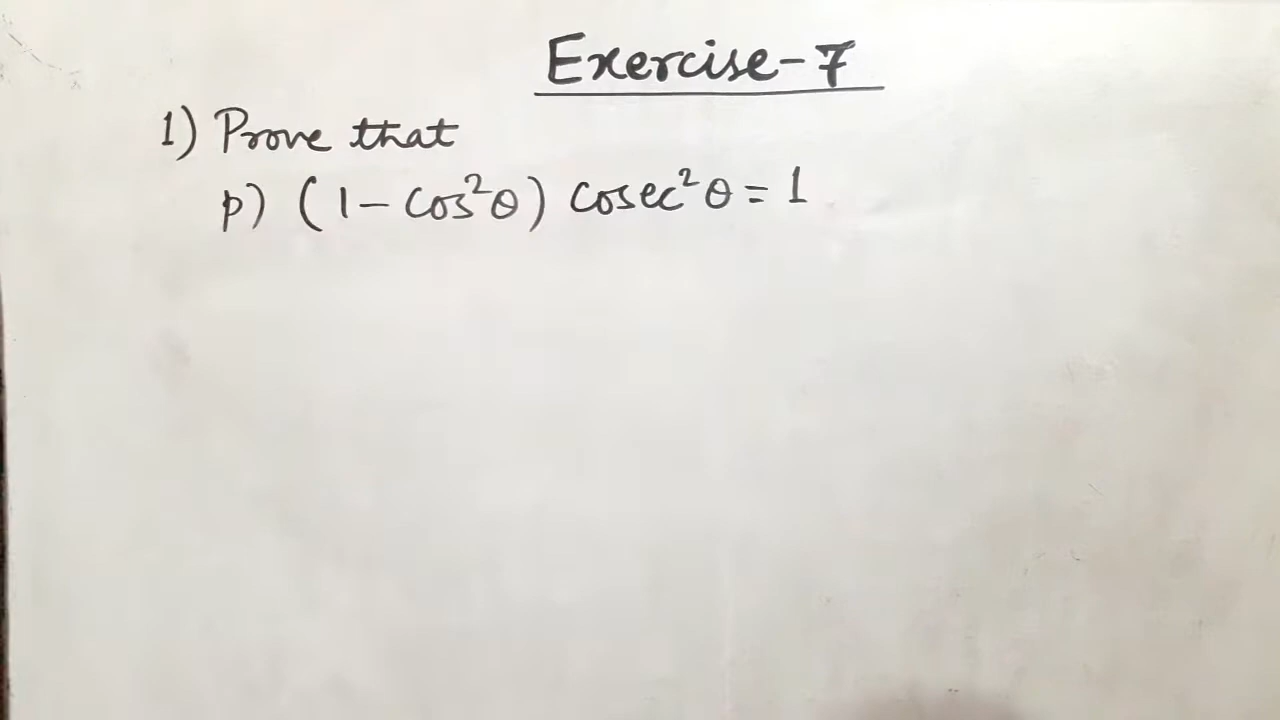 Exercise-7
1) Prove that
p) (1-cos²θ) cosec²θ = 1